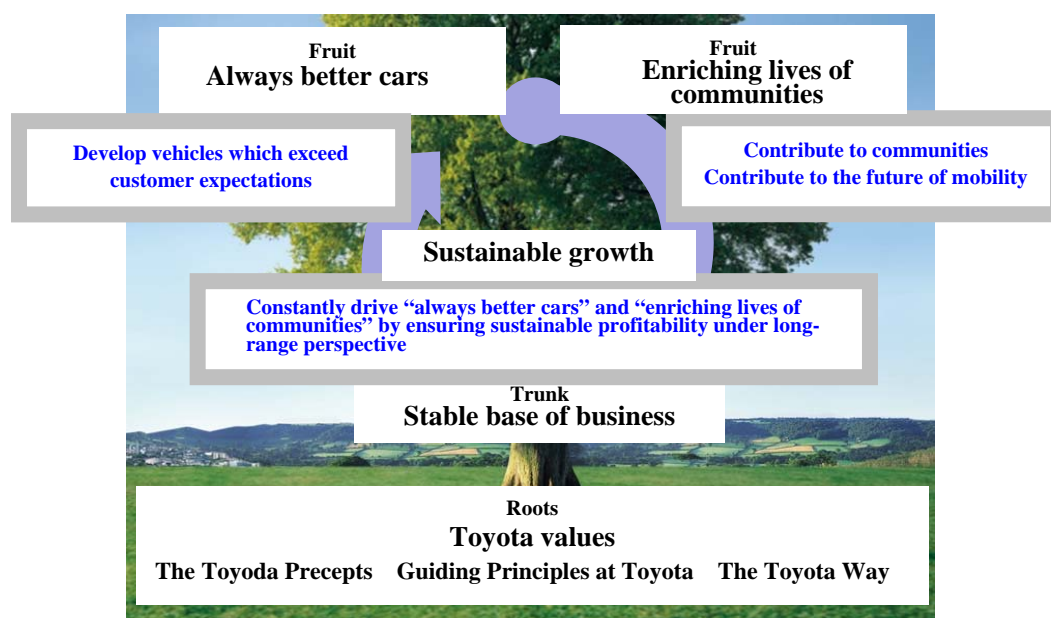 Fruit
Always better cars
Fruit
Enriching lives of
communities
Develop vehicles which exceed
customer expectations
Contribute to communities
Contribute to the future of mobility
Sustainable growth
Constantly drive “always better cars” and “enriching lives of
communities” by ensuring sustainable profitability under long-
range perspective
Trunk
Stable base of business
Roots
Toyota values
The Toyoda Precepts Guiding Principles at Toyota The Toyota Way